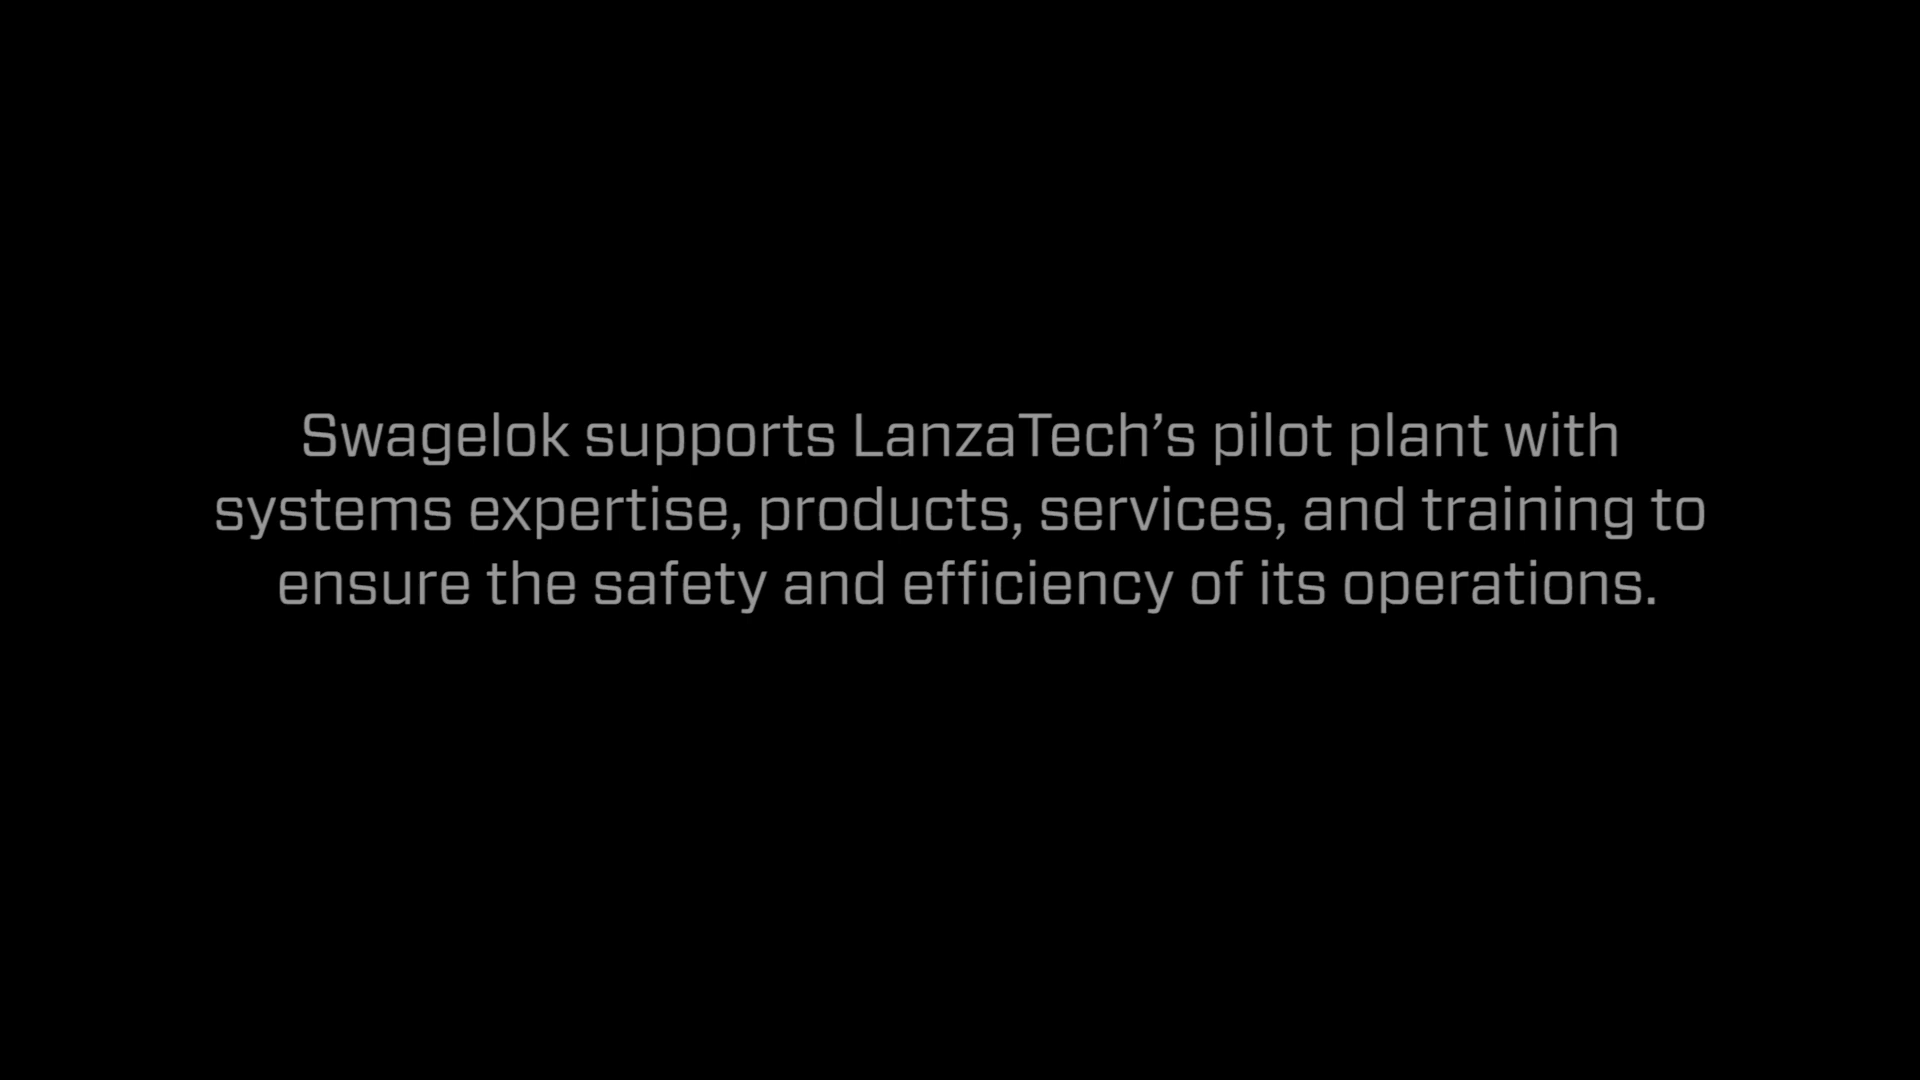 Swagelok supports LanzaTech’s pilot plant with
systems expertise, products, services, and training to
ensure the safety and efficiency of its operations.